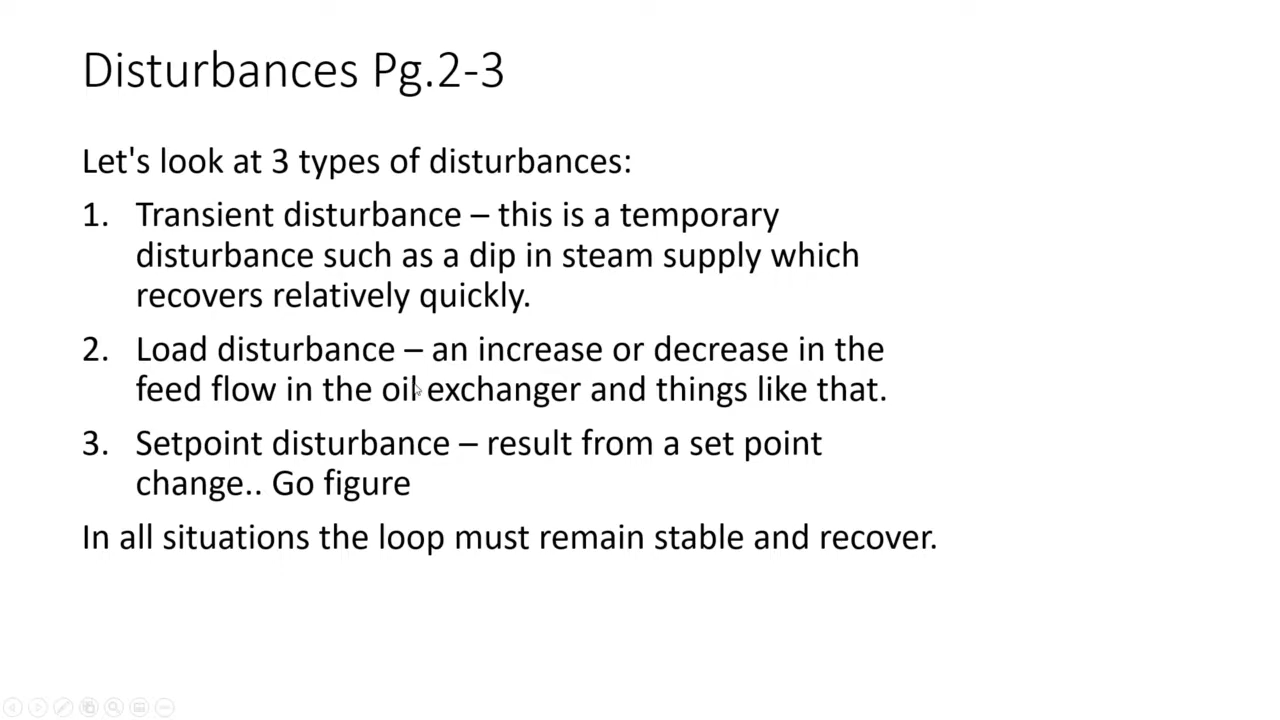 Disturbances Pg.2-3
Let's look at 3 types of disturbances:
1. Transient disturbance – this is a temporary
disturbance such as a dip in steam supply which
recovers relatively quickly.
2. Load disturbance – an increase or decrease in the
feed flow in the oil exchanger and things like that.
3. Setpoint disturbance – result from a set point
change.. Go figure
In all situations the loop must remain stable and recover.